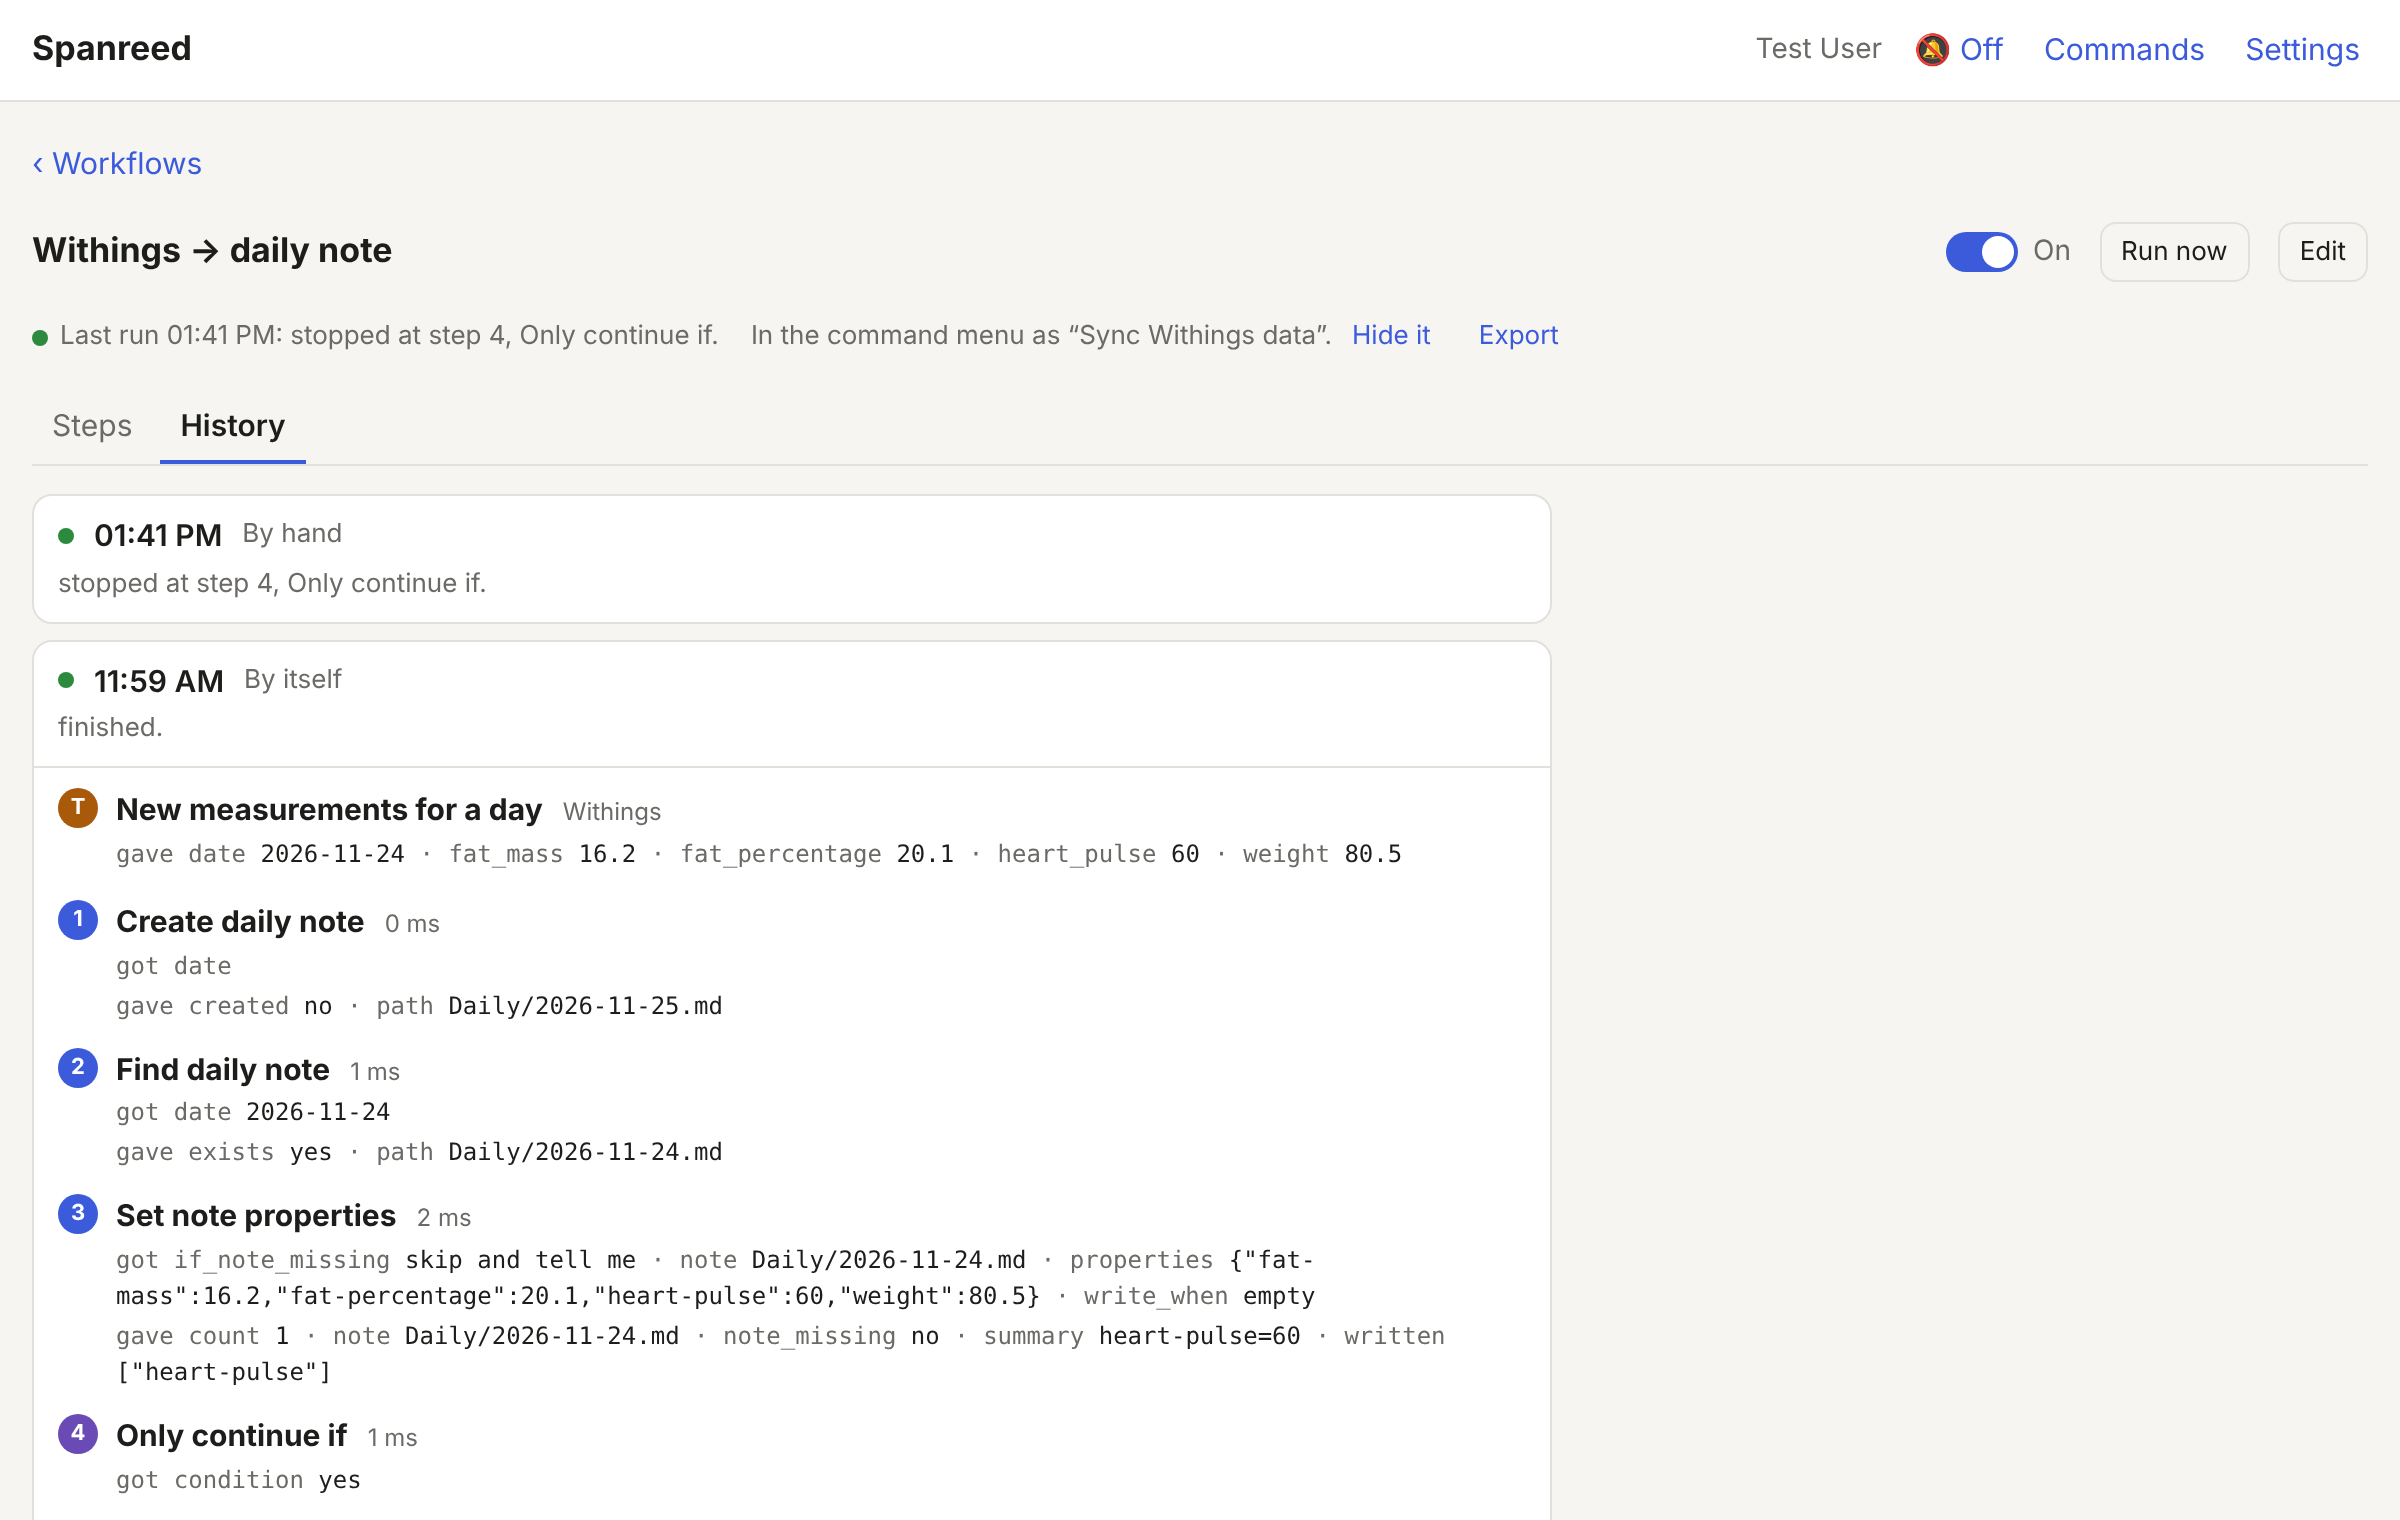 Spanreed
Test User 🔕 Off Commands Settings
‹ Workflows
Withings → daily note
On Run now Edit
Last run 01:41 PM: stopped at step 4, Only continue if. In the command menu as “Sync Withings data”. Hide it Export
Steps History
01:41 PM By hand
stopped at step 4, Only continue if.
11:59 AM By itself
finished.
T New measurements for a day Withings
gave date 2026-11-24 · fat_mass 16.2 · fat_percentage 20.1 · heart_pulse 60 · weight 80.5
1 Create daily note 0 ms
got date
gave created no · path Daily/2026-11-25.md
2 Find daily note 1 ms
got date 2026-11-24
gave exists yes · path Daily/2026-11-24.md
3 Set note properties 2 ms
got if_note_missing skip and tell me · note Daily/2026-11-24.md · properties {"fat-
mass":16.2,"fat-percentage":20.1,"heart-pulse":60,"weight":80.5} · write_when empty
gave count 1 · note Daily/2026-11-24.md · note_missing no · summary heart-pulse=60 · written
["heart-pulse"]
4 Only continue if 1 ms
got condition yes